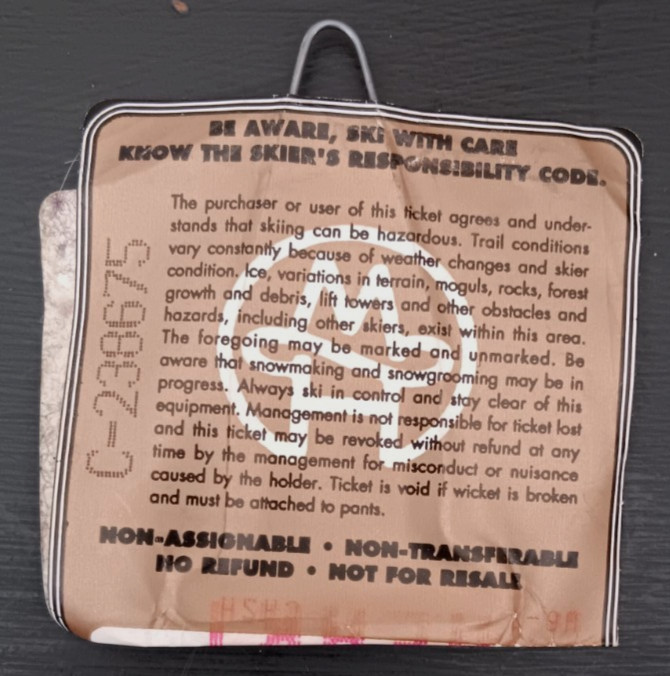 BE AWARE, SKI WITH CARE
KNOW THE SKIER'S RESPONSIBILITY CODE.
The purchaser or user of this ticket agrees and under-
stands that skiing can be hazardous. Trail conditions
vary constantly because of weather changes and skier
condition. Ice, variations in terrain, moguls, rocks, forest
growth and debris, lift towers and other obstacles and
hazards, including other skiers, exist within this area.
The foregoing may be marked and unmarked. Be
aware that snowmaking and snowgrooming may be in
progress. Always ski in control and stay clear of this
equipment. Management is not responsible for ticket lost
and this ticket may be revoked without refund at any
time by the management for misconduct or nuisance
caused by the holder. Ticket is void if wicket is broken
and must be attached to pants.
NON-ASSIGNABLE • NON-TRANSFERABLE
NO REFUND • NOT FOR RESALE
C-230675